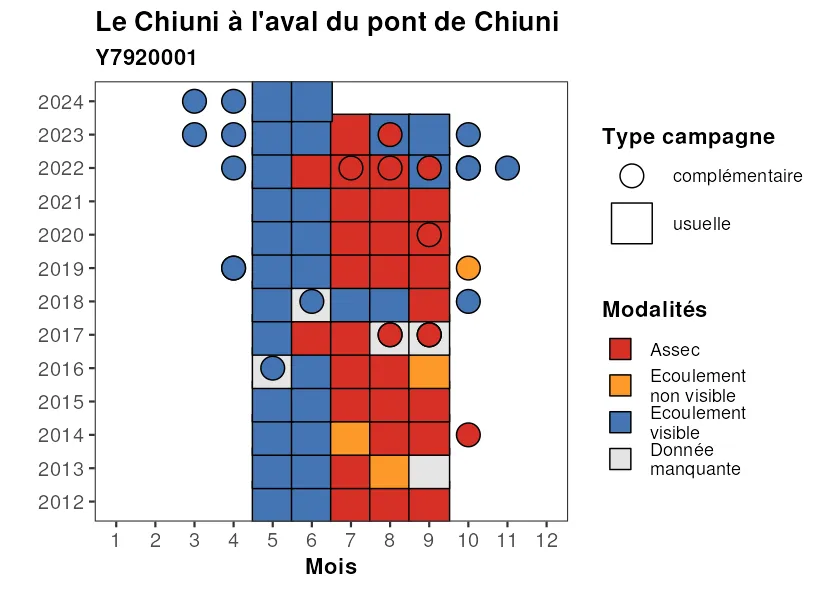 Le Chiuni à l'aval du pont de Chiuni
Y7920001
2024
2023
2022
2021
2020
2019
2018
2017
2016
2015
2014
2013
2012
1 2 3 4 5 6 7 8 9 10 11 12
Mois
Type campagne
complémentaire
usuelle
Modalités
Assec
Ecoulement
non visible
Ecoulement
visible
Donnée
manquante